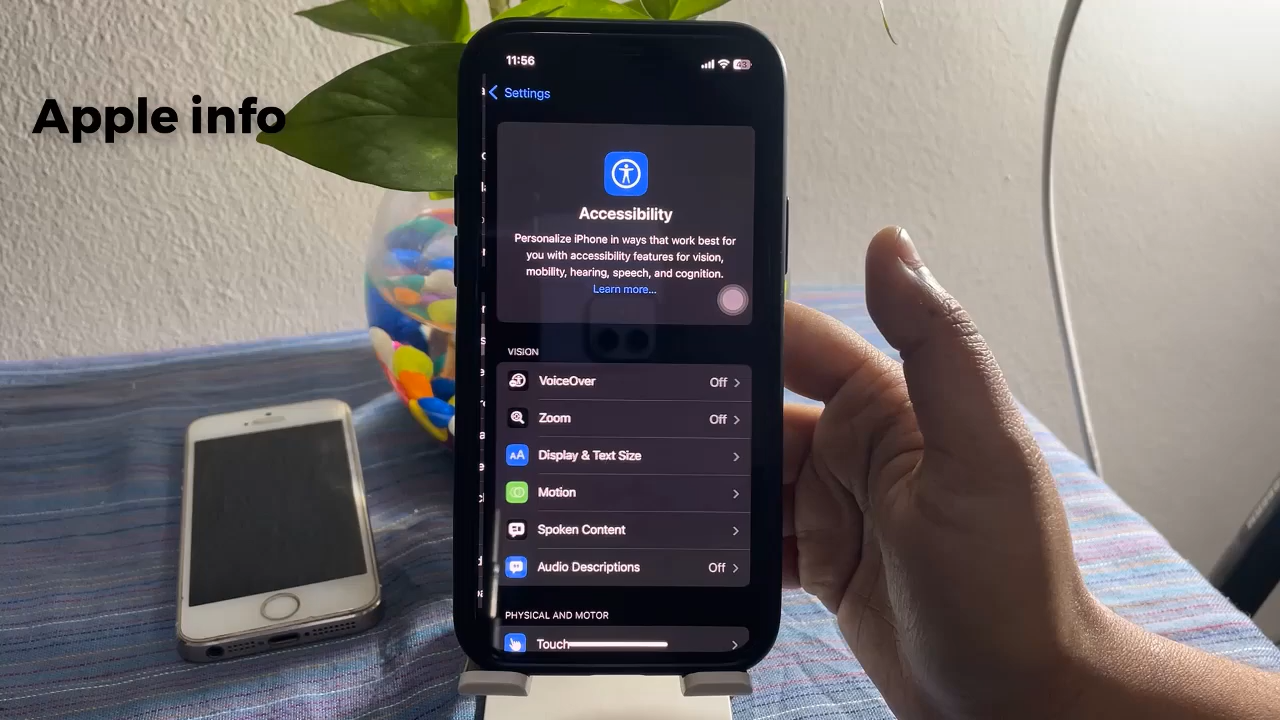 Apple info
11:56
43
Settings
Accessibility
Personalize iPhone in ways that work best for
you with accessibility features for vision,
mobility, hearing, speech, and cognition.
Learn more...
VISION
VoiceOver Off
Zoom Off
AA Display & Text Size
Motion
Spoken Content
Audio Descriptions Off
PHYSICAL AND MOTOR
Touch